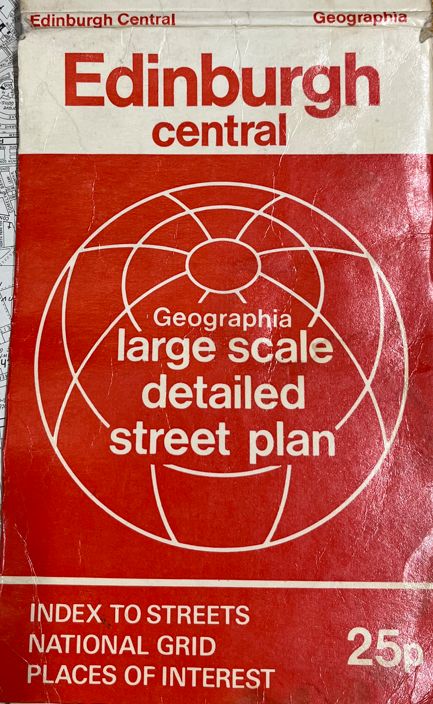 Edinburgh Central Geographia
Edinburgh
central
Geographia
large scale
detailed
street plan
INDEX TO STREETS
NATIONAL GRID
PLACES OF INTEREST
25p